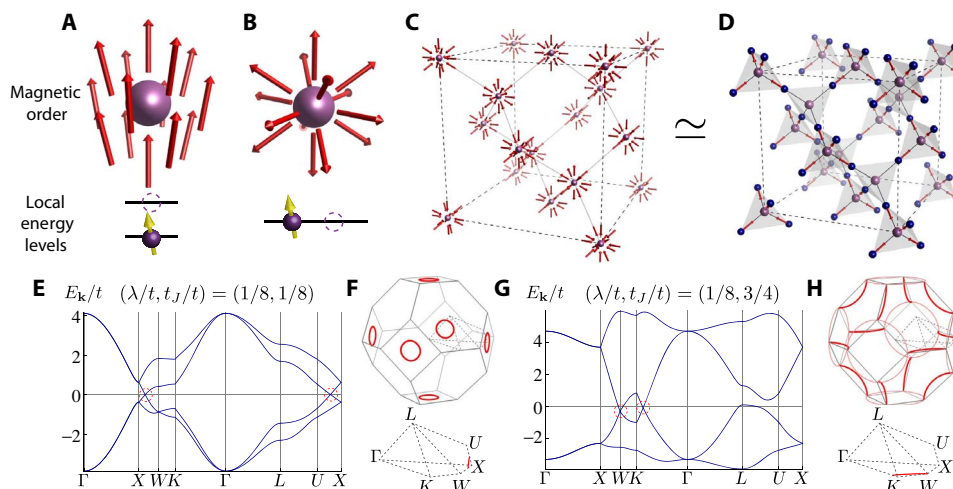 A
B
C
D
Magnetic
order
≃
Local
energy
levels
E
E_k/t (λ/t, t_J/t) = (1/8, 1/8)
4
2
0
−2
Γ X W K Γ L U X
F
L
U
Γ X
K W
G
E_k/t (λ/t, t_J/t) = (1/8, 3/4)
4
2
0
−2
Γ X W K Γ L U X
H
L
U
Γ X
K W